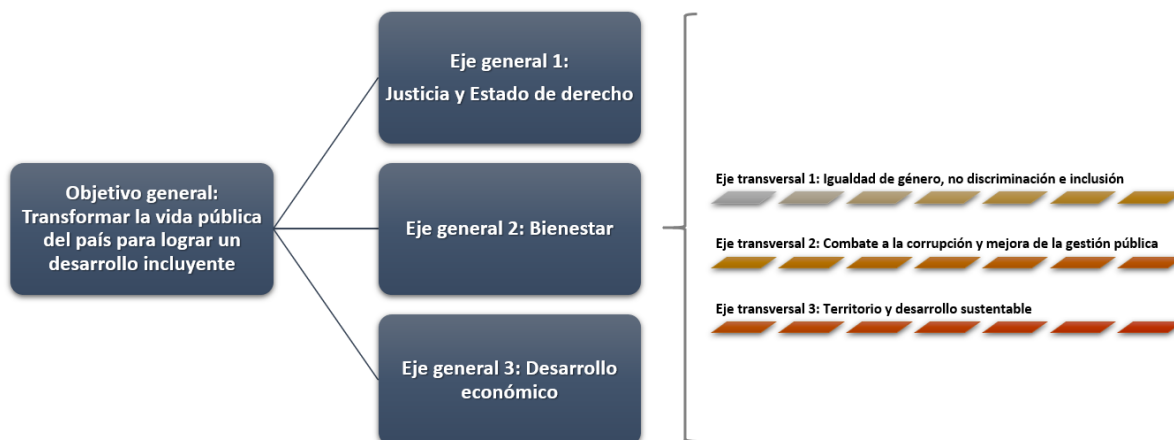 Objetivo general:
Transformar la vida pública
del país para lograr un
desarrollo incluyente
Eje general 1:
Justicia y Estado de derecho
Eje general 2: Bienestar
Eje general 3: Desarrollo
económico
Eje transversal 1: Igualdad de género, no discriminación e inclusión
Eje transversal 2: Combate a la corrupción y mejora de la gestión pública
Eje transversal 3: Territorio y desarrollo sustentable